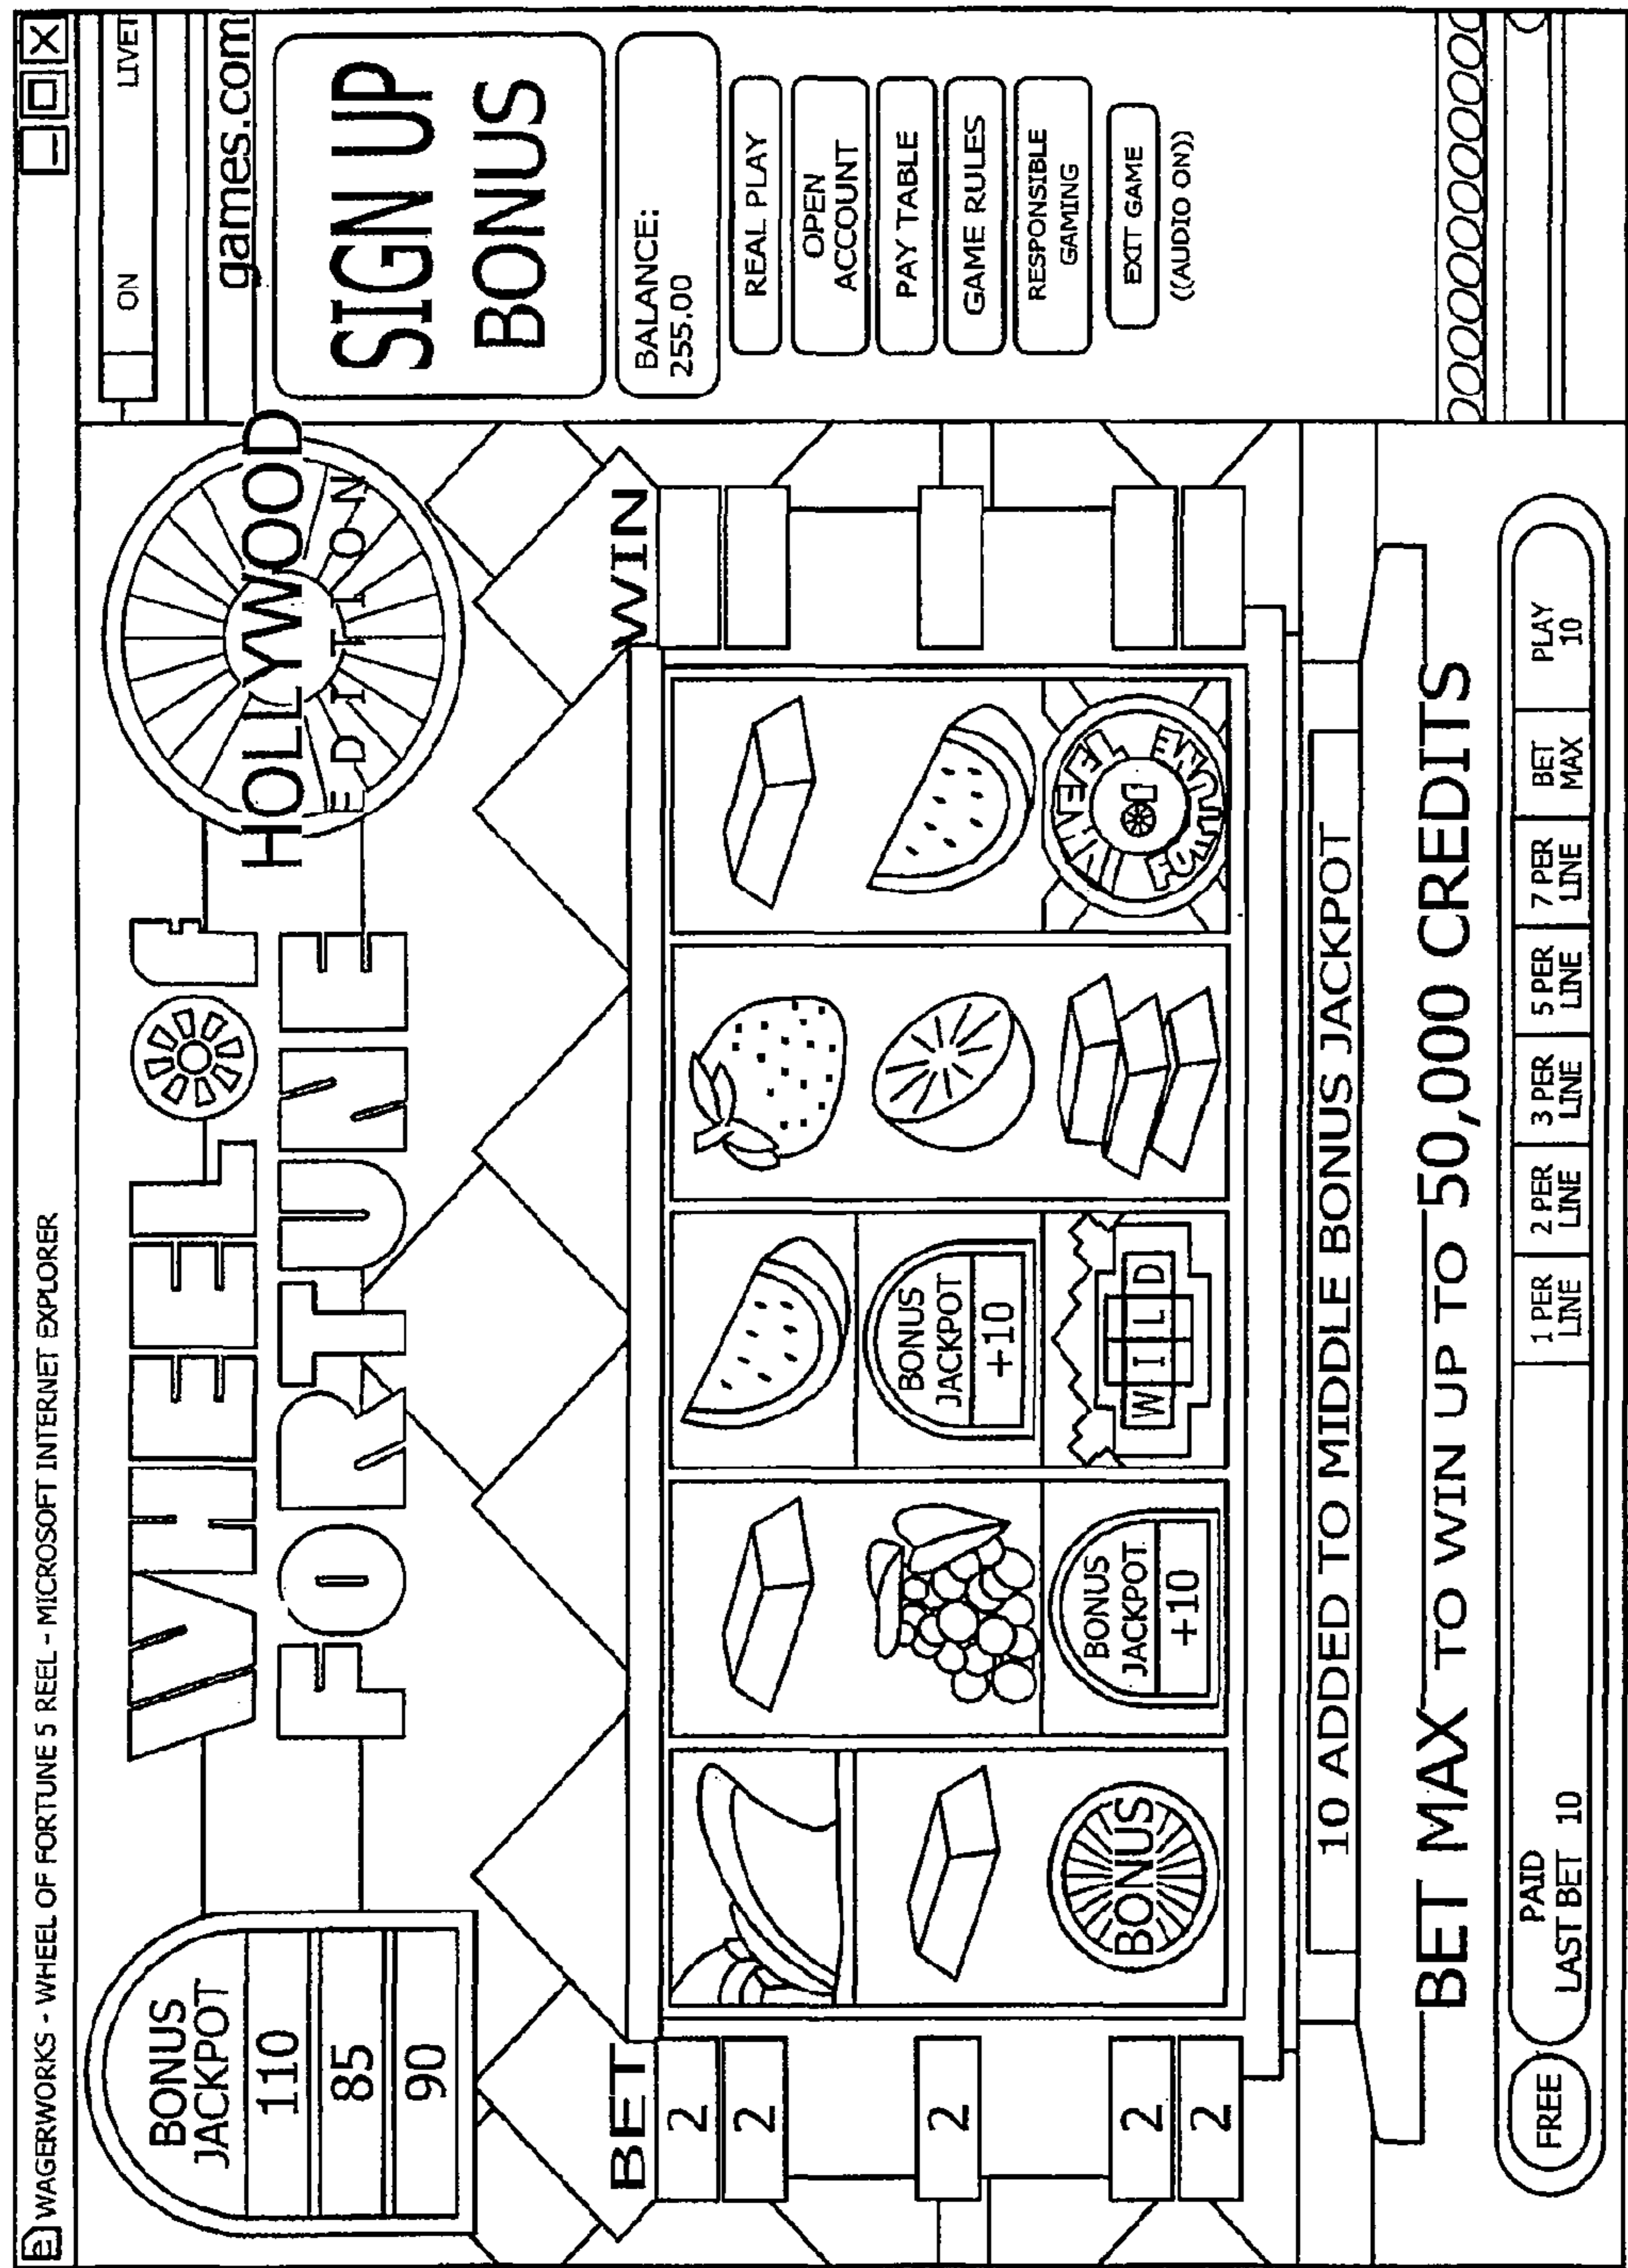 WAGERWORKS - WHEEL OF FORTUNE 5 REEL - MICROSOFT INTERNET EXPLORER
BONUS
JACKPOT
110
85
90
WHEEL OF
FORTUNE
HOLLYWOOD
EDITION
ON LIVET
games.com
SIGN UP
BONUS
BALANCE:
255.00
REAL PLAY
OPEN
ACCOUNT
PAY TABLE
GAME RULES
RESPONSIBLE
GAMING
EXIT GAME
((AUDIO ON))
BET
WIN
2
2
2
2
2
BONUS
JACKPOT
+10
BONUS
BONUS
JACKPOT
+10
WILD
WHEEL
OF
FORTUNE
10 ADDED TO MIDDLE BONUS JACKPOT
BET MAX TO WIN UP TO 50,000 CREDITS
FREE
PAID
LAST BET 10
1 PER
LINE
2 PER
LINE
3 PER
LINE
5 PER
LINE
7 PER
LINE
BET
MAX
PLAY
10